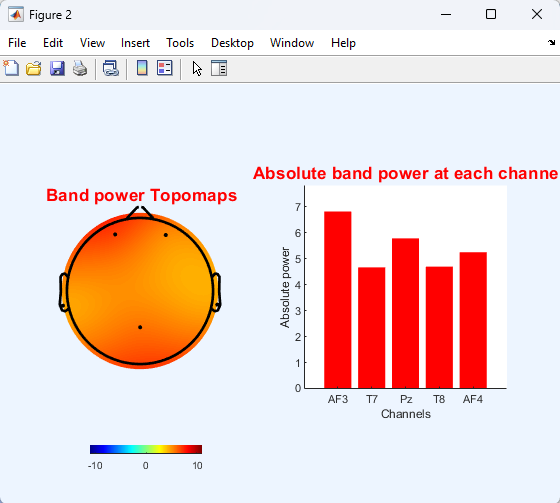 Figure 2
File Edit View Insert Tools Desktop Window Help
Band power Topomaps
-10 0 10
Absolute band power at each channe
Absolute power
7
6
5
4
3
2
1
0
AF3 T7 Pz T8 AF4
Channels